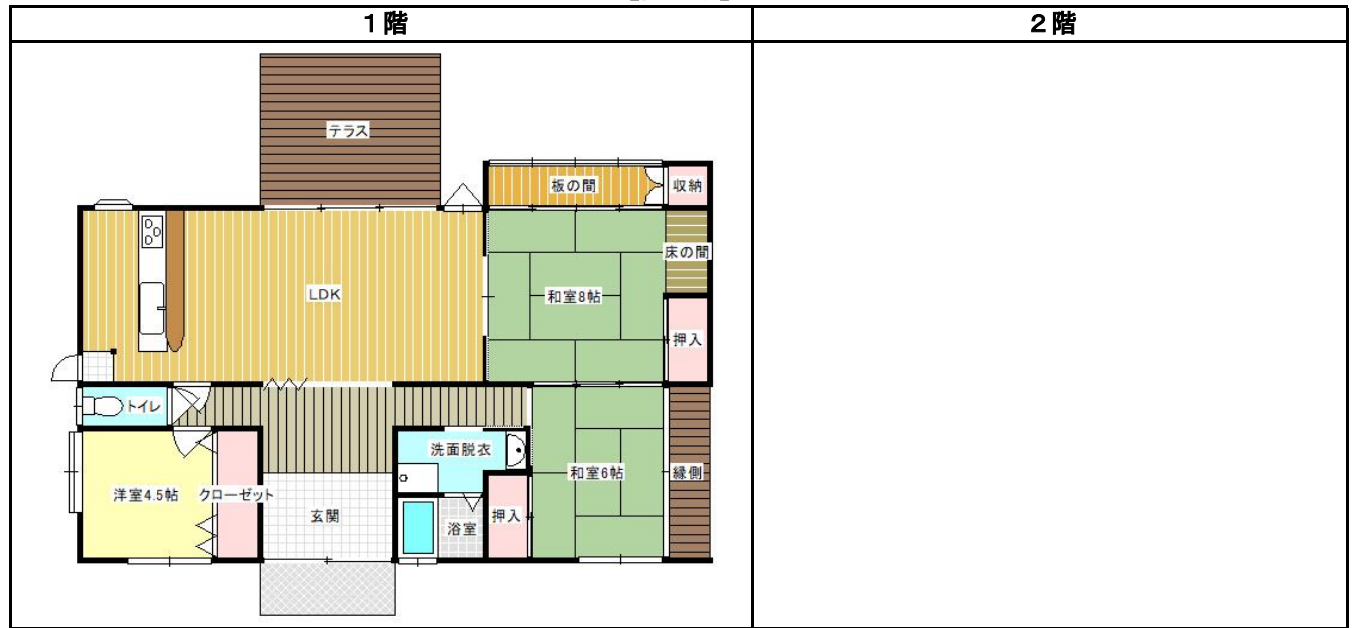 1階
2階
テラス
板の間
収納
床の間
LDK
和室8帖
押入
トイレ
洗面脱衣
和室6帖
縁側
洋室4.5帖
クローゼット
玄関
浴室
押入